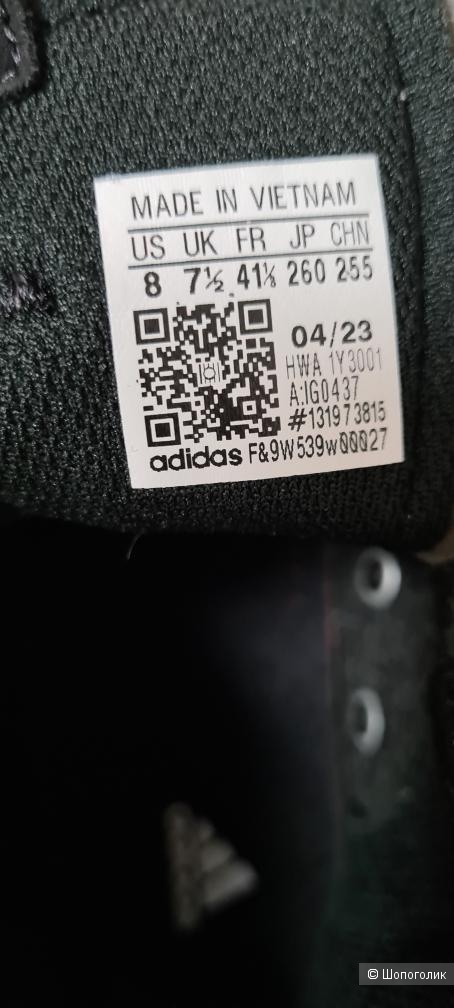 MADE IN VIETNAM
US UK FR JP CHN
8 7½ 41⅓ 260 255
04/23
HWA 1Y3001
A:IG0437
#131973815
adidas F&9W539w00027
© Шопоголик